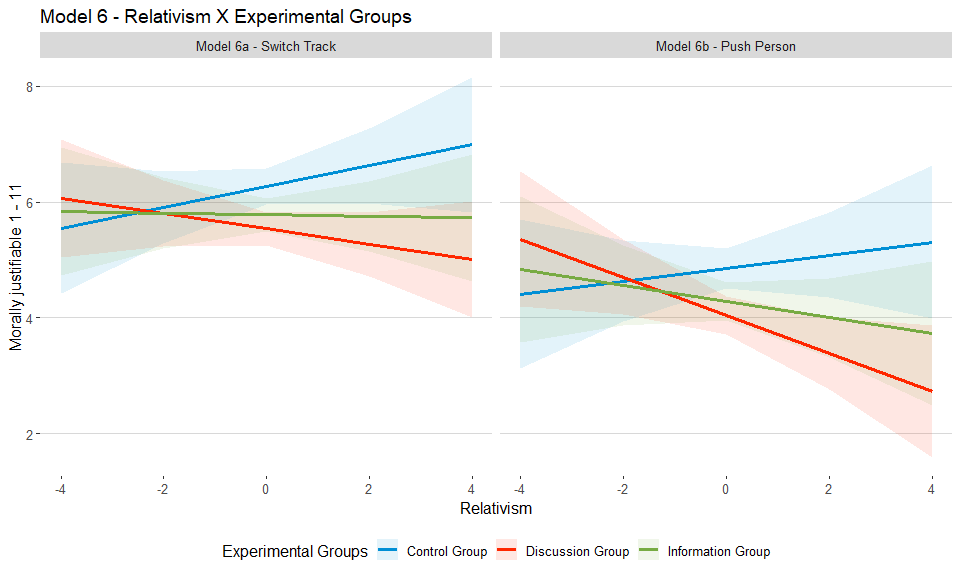 Model 6 - Relativism X Experimental Groups
Model 6a - Switch Track
Model 6b - Push Person
Morally justifiable 1 - 11
8
6
4
2
-4
-2
0
2
4
-4
-2
0
2
4
Relativism
Experimental Groups
Control Group
Discussion Group
Information Group